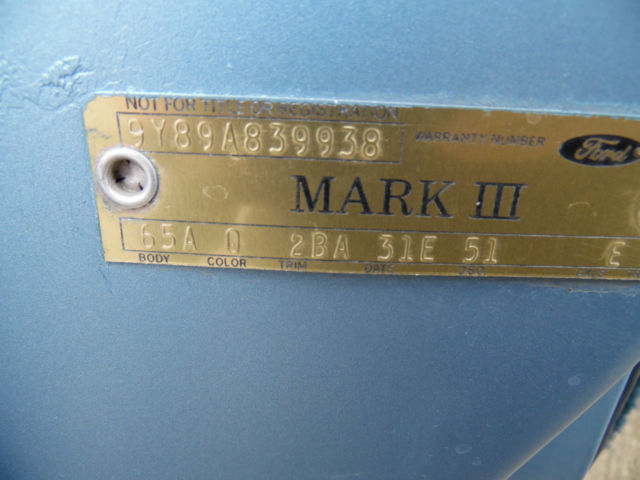 NOT FOR TITLE OR REGISTRATION
9Y89A839938 WARRANTY NUMBER Ford
MARK III
65A Q 2BA 31E 51 E
BODY COLOR TRIM DATE DSO